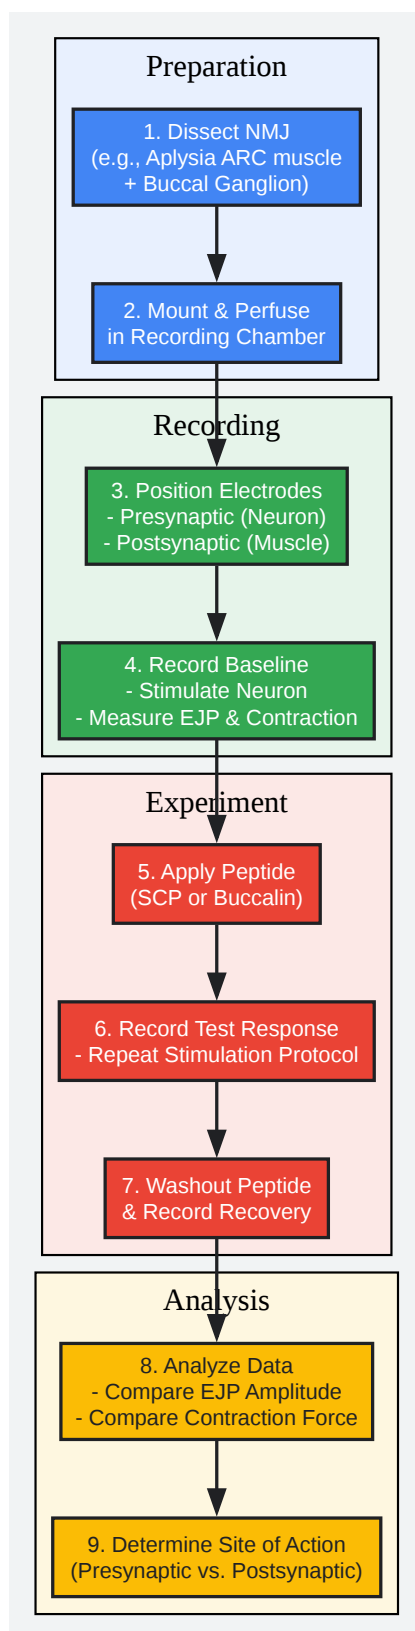 Preparation
1. Dissect NMJ
(e.g., Aplysia ARC muscle
+ Buccal Ganglion)
2. Mount & Perfuse
in Recording Chamber
Recording
3. Position Electrodes
- Presynaptic (Neuron)
- Postsynaptic (Muscle)
4. Record Baseline
- Stimulate Neuron
- Measure EJP & Contraction
Experiment
5. Apply Peptide
(SCP or Buccalin)
6. Record Test Response
- Repeat Stimulation Protocol
7. Washout Peptide
& Record Recovery
Analysis
8. Analyze Data
- Compare EJP Amplitude
- Compare Contraction Force
9. Determine Site of Action
(Presynaptic vs. Postsynaptic)